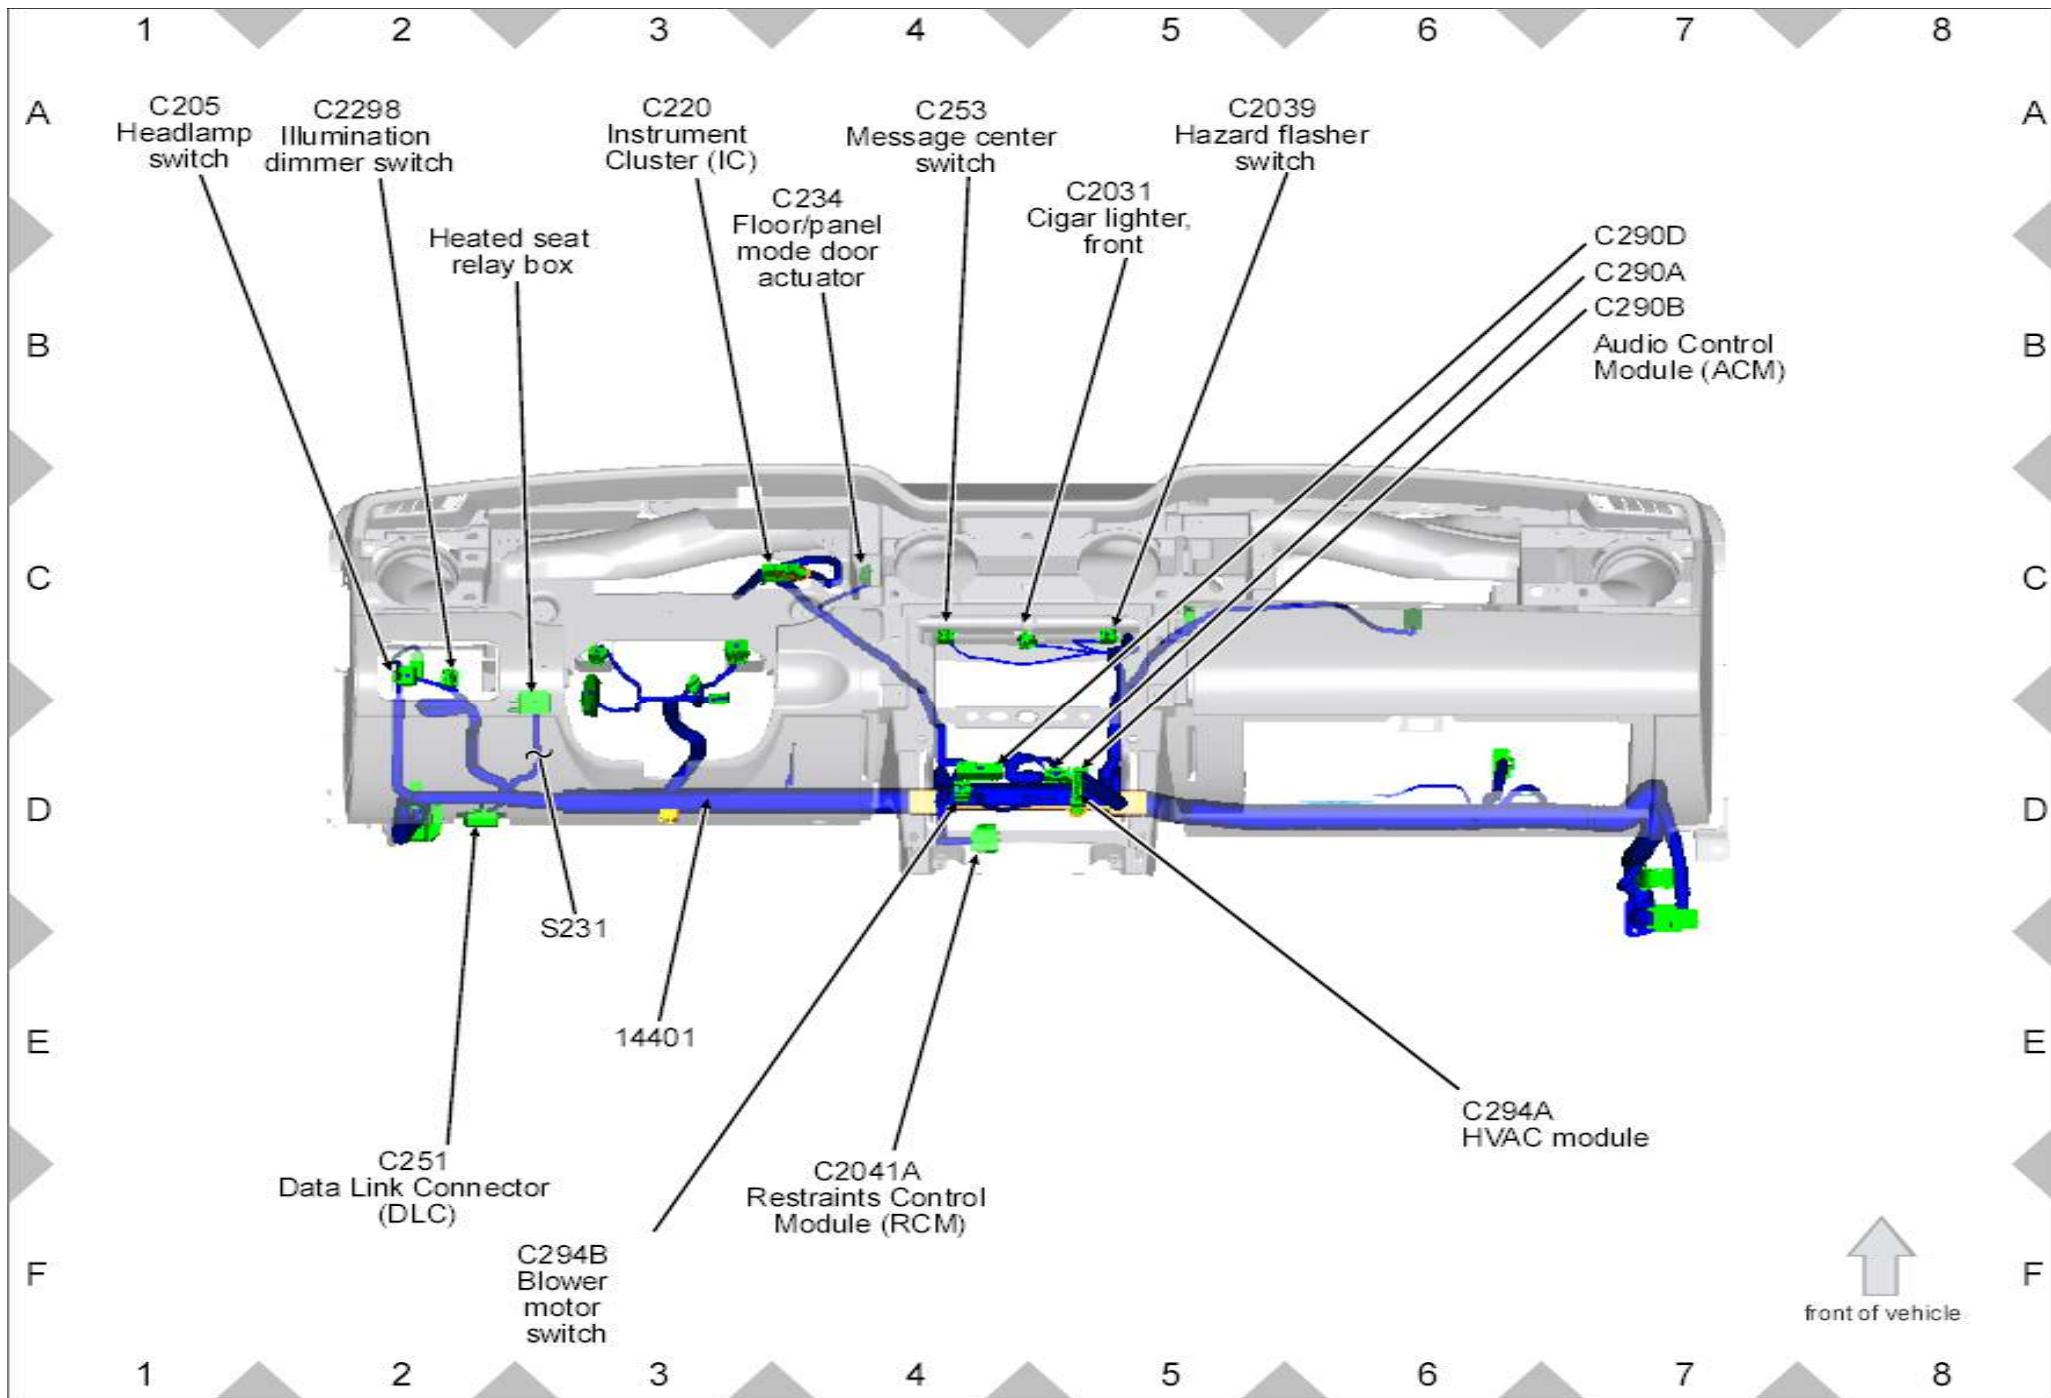 1 2 3 4 5 6 7 8
A A
C205
Headlamp
switch
C2298
Illumination
dimmer switch
C220
Instrument
Cluster (IC)
C253
Message center
switch
C2039
Hazard flasher
switch
C234
Floor/panel
mode door
actuator
C2031
Cigar lighter,
front
Heated seat
relay box
C290D
C290A
C290B
Audio Control
Module (ACM)
B B
C C
D D
S231
14401
E E
C294A
HVAC module
C251
Data Link Connector
(DLC)
C2041A
Restraints Control
Module (RCM)
C294B
Blower
motor
switch
F F
front of vehicle
1 2 3 4 5 6 7 8